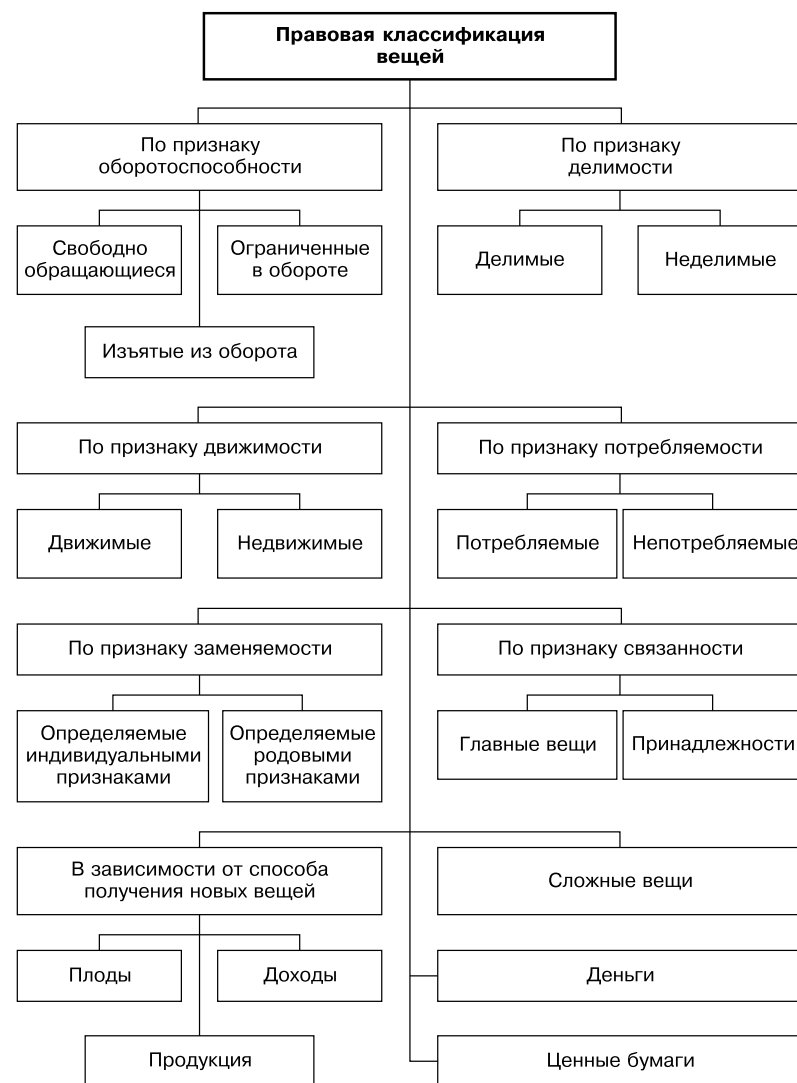 Правовая классификация
вещей
По признаку
оборотоспособности
По признаку
делимости
Свободно
обращающиеся
Ограниченные
в обороте
Делимые
Неделимые
Изъятые из оборота
По признаку движимости
По признаку потребляемости
Движимые
Недвижимые
Потребляемые
Непотребляемые
По признаку заменяемости
По признаку связанности
Определяемые
индивидуальными
признаками
Определяемые
родовыми
признаками
Главные вещи
Принадлежности
В зависимости от способа
получения новых вещей
Сложные вещи
Плоды
Доходы
Деньги
Продукция
Ценные бумаги